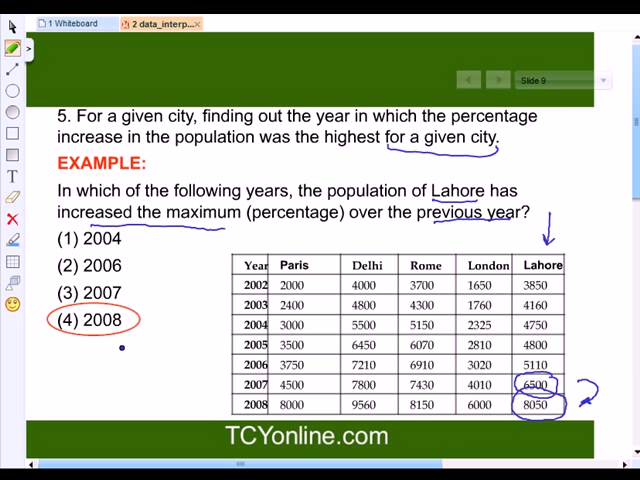 1 Whiteboard
2 data_interp...
Slide 9
5. For a given city, finding out the year in which the percentage
increase in the population was the highest for a given city.
EXAMPLE:
In which of the following years, the population of Lahore has
increased the maximum (percentage) over the previous year?
(1) 2004
(2) 2006
(3) 2007
(4) 2008
Year Paris Delhi Rome London Lahore
2002 2000 4000 3700 1650 3850
2003 2400 4800 4300 1760 4160
2004 3000 5500 5150 2325 4750
2005 3500 6450 6070 2810 4800
2006 3750 7210 6910 3020 5110
2007 4500 7800 7430 4010 6500
2008 8000 9560 8150 6000 8050
TCYonline.com